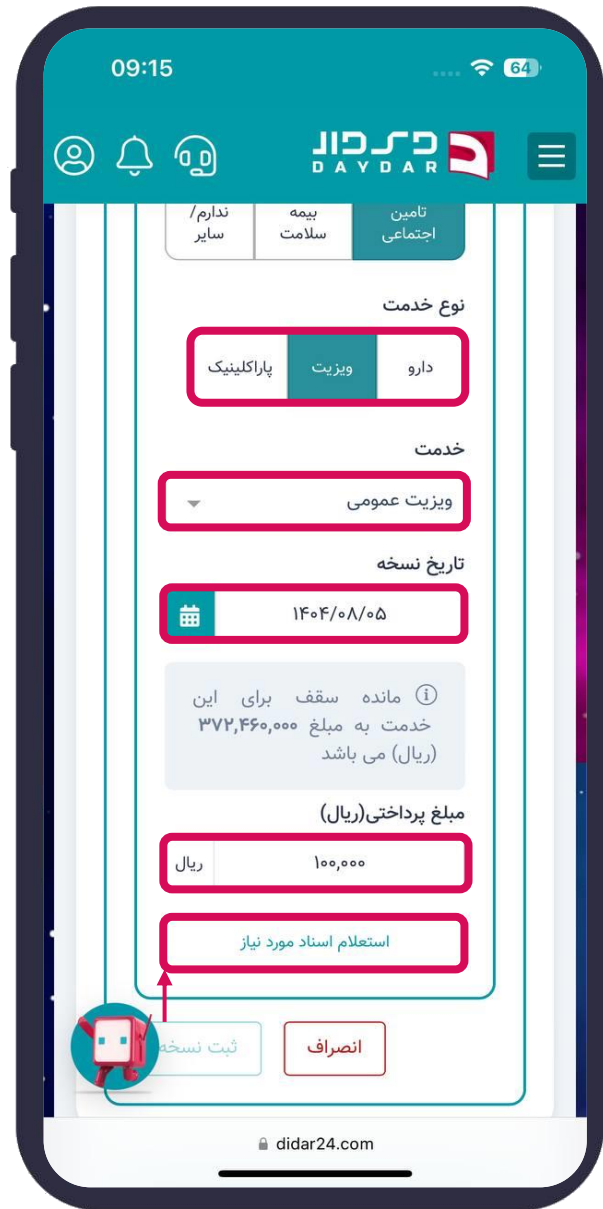 09:15
64
دی‌دار
DAYDAR
تامین اجتماعی
بیمه سلامت
ندارم/ سایر
نوع خدمت
دارو
ویزیت
پاراکلینیک
خدمت
ویزیت عمومی
تاریخ نسخه
۱۴۰۴/۰۸/۰۵
مانده سقف برای این
خدمت به مبلغ ۳۷۲,۴۶۰,۰۰۰
(ریال) می باشد
مبلغ پرداختی(ریال)
۱۰۰,۰۰۰
ریال
استعلام اسناد مورد نیاز
انصراف
ثبت نسخه
didar24.com